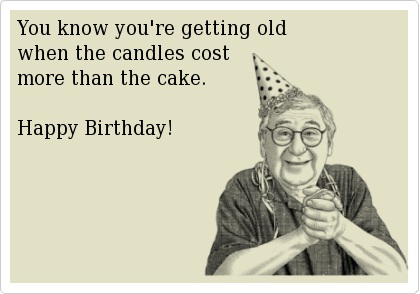 You know you're getting old
when the candles cost
more than the cake.
Happy Birthday!